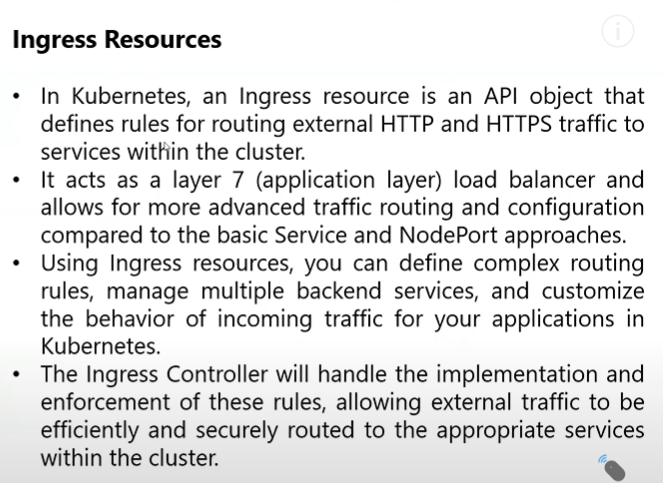 Ingress Resources
• In Kubernetes, an Ingress resource is an API object that
defines rules for routing external HTTP and HTTPS traffic to
services within the cluster.
• It acts as a layer 7 (application layer) load balancer and
allows for more advanced traffic routing and configuration
compared to the basic Service and NodePort approaches.
• Using Ingress resources, you can define complex routing
rules, manage multiple backend services, and customize
the behavior of incoming traffic for your applications in
Kubernetes.
• The Ingress Controller will handle the implementation and
enforcement of these rules, allowing external traffic to be
efficiently and securely routed to the appropriate services
within the cluster.